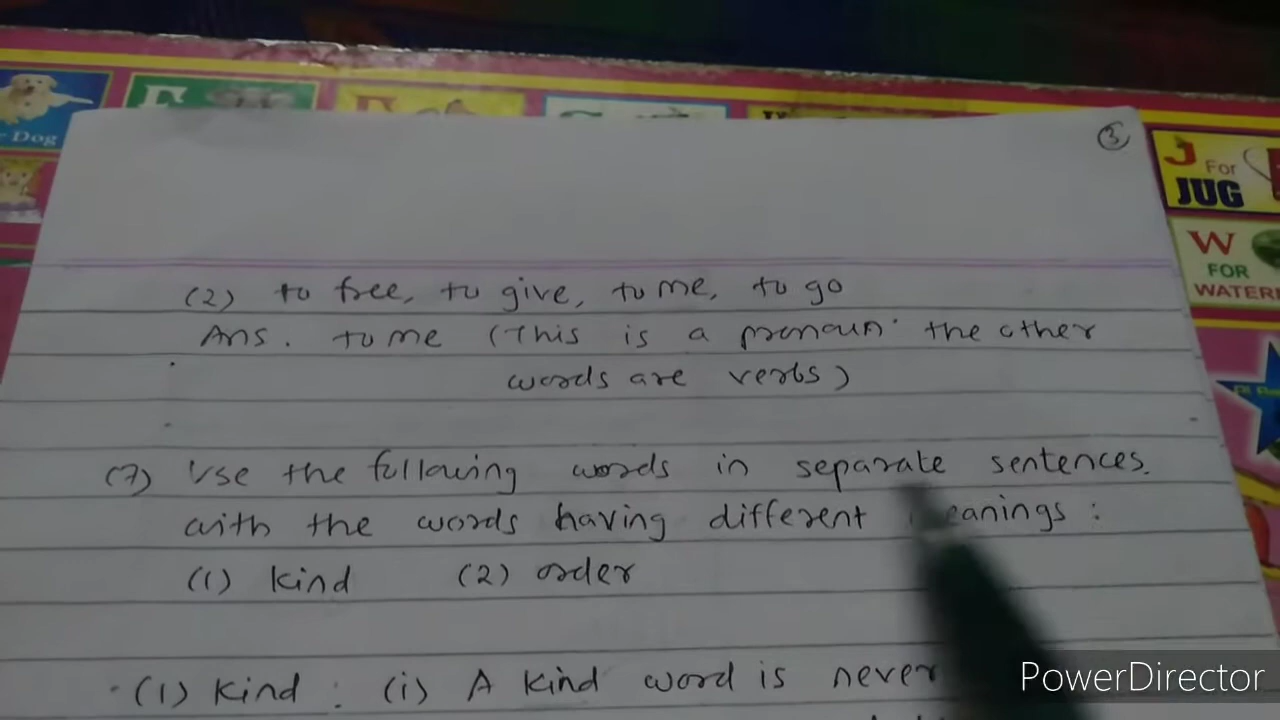 Dog
E
F
G
J For
JUG
W
FOR
3
(2) to free, to give, to me, to go
Ans. to me (This is a pronoun. the other
words are verbs)
(7) Use the following words in separate sentences.
with the words having different meanings:
(1) kind (2) order
(1) kind : (i) A kind word is never
PowerDirector